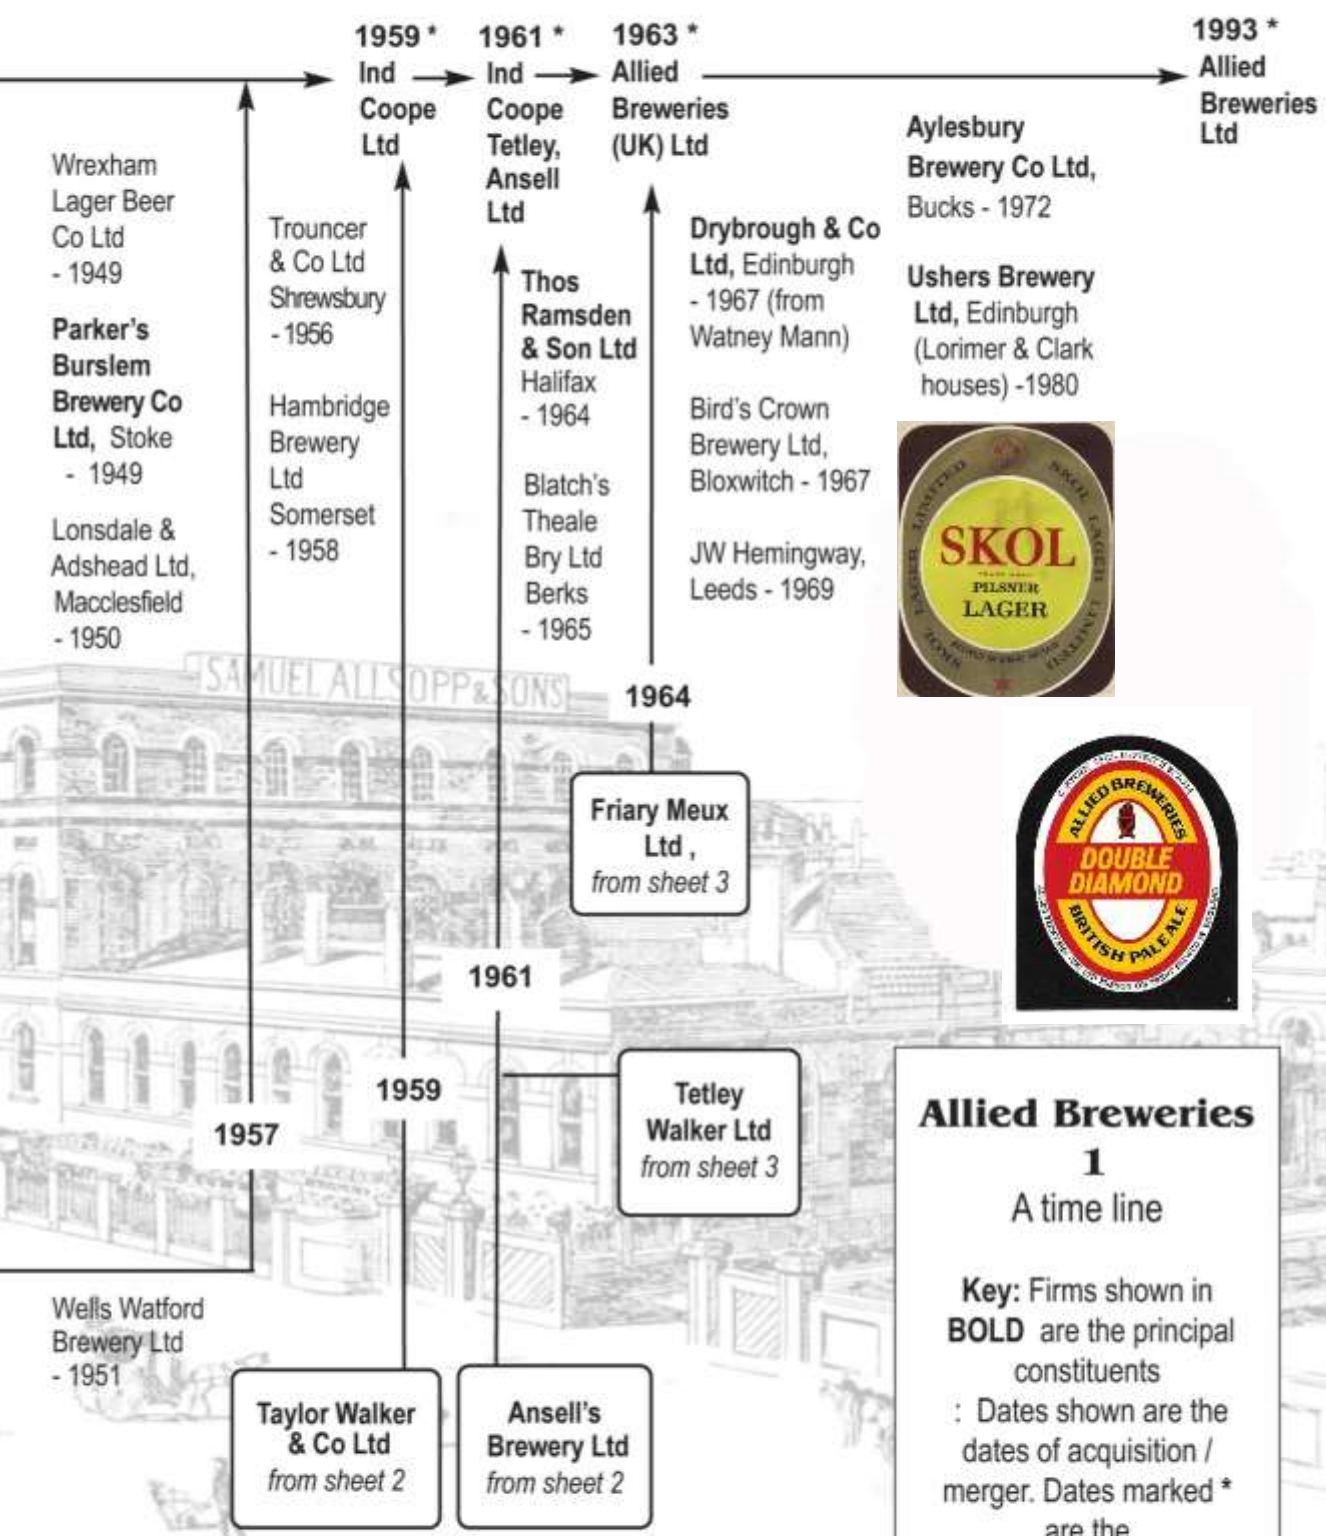 1959 *
Ind
Coope
Ltd
1961 *
Ind
Coope
Tetley,
Ansell
Ltd
1963 *
Allied
Breweries
(UK) Ltd
1993 *
Allied
Breweries
Ltd
Wrexham
Lager Beer
Co Ltd
- 1949
Parker's
Burslem
Brewery Co
Ltd, Stoke
- 1949
Lonsdale &
Adshead Ltd,
Macclesfield
- 1950
Trouncer
& Co Ltd
Shrewsbury
- 1956
Hambridge
Brewery
Ltd
Somerset
- 1958
Thos
Ramsden
& Son Ltd
Halifax
- 1964
Blatch's
Theale
Bry Ltd
Berks
- 1965
Drybrough & Co
Ltd, Edinburgh
- 1967 (from
Watney Mann)
Bird's Crown
Brewery Ltd,
Bloxwitch - 1967
JW Hemingway,
Leeds - 1969
Aylesbury
Brewery Co Ltd,
Bucks - 1972
Ushers Brewery
Ltd, Edinburgh
(Lorimer & Clark
houses) -1980
SKOL LAGER LIMITED
SKOL LAGER LIMITED
SKOL
PILSNER
LAGER
SAMUEL ALLSOPP & SONS
1964
Friary Meux
Ltd ,
from sheet 3
ALLIED BREWERIES
DOUBLE
DIAMOND
BRITISH PALE ALE
1961
Tetley
Walker Ltd
from sheet 3
1959
1957
Wells Watford
Brewery Ltd
- 1951
Taylor Walker
& Co Ltd
from sheet 2
Ansell's
Brewery Ltd
from sheet 2
Allied Breweries
1
A time line
Key: Firms shown in
BOLD are the principal
constituents
: Dates shown are the
dates of acquisition /
merger. Dates marked *
are the